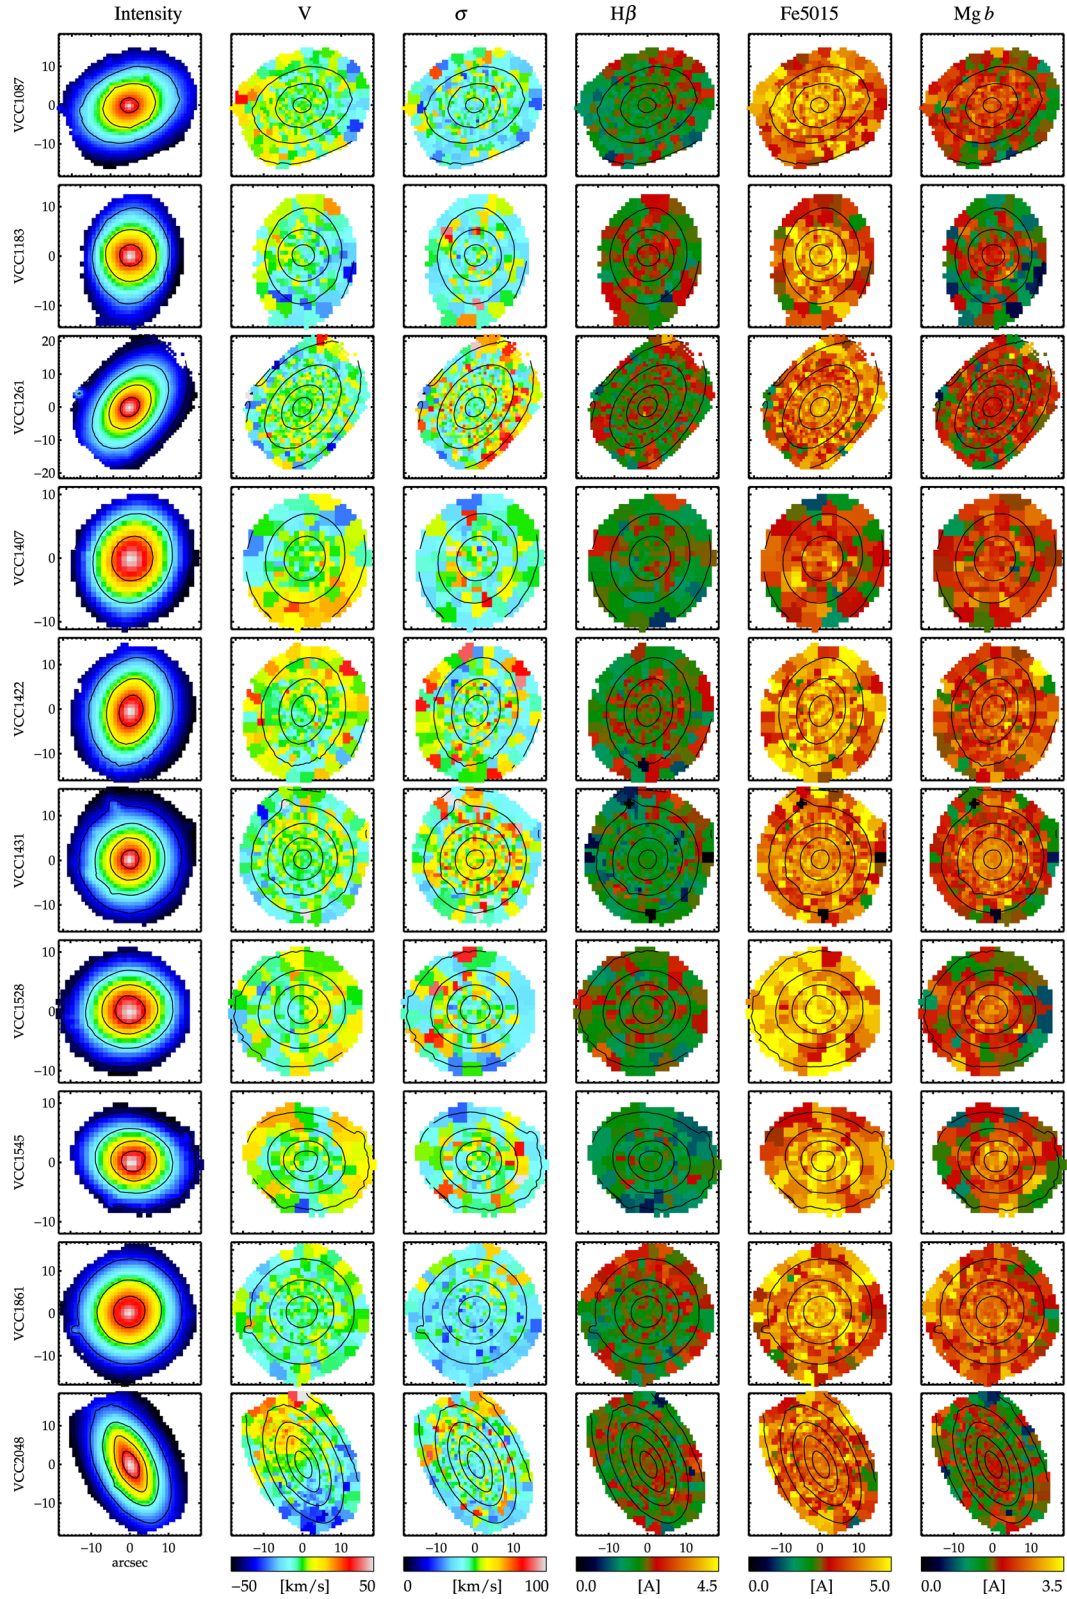 Intensity V σ Hβ Fe5015 Mg b
VCC1087
10
0
−10
VCC1183
10
0
−10
VCC1261
20
10
0
−10
−20
VCC1407
10
0
−10
VCC1422
10
0
−10
VCC1431
10
0
−10
VCC1528
10
0
−10
VCC1545
10
0
−10
VCC1861
10
0
−10
VCC2048
10
0
−10
−10 0 10 −10 0 10 −10 0 10 −10 0 10 −10 0 10 −10 0 10
arcsec
−50 [km/s] 50 0 [km/s] 100 0.0 [A] 4.5 0.0 [A] 5.0 0.0 [A] 3.5